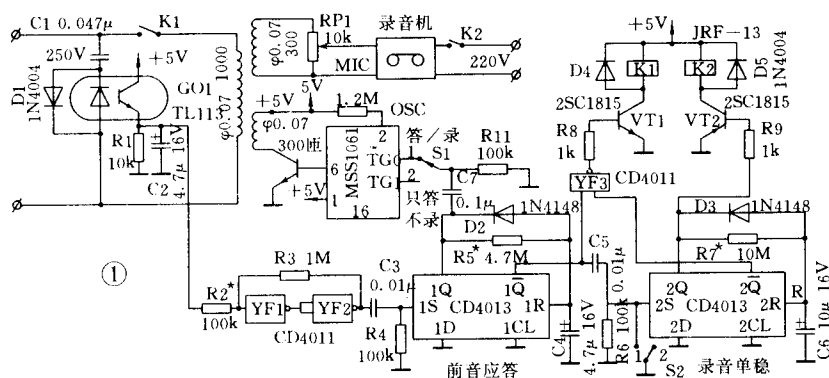 C1 0.047μ
K1
250V
+5V
D1
1N4004
GO1
TL113
R1
10k
C2
4.7μ 16V
1000
φ0.07
φ0.07
300
RP1
10k
录音机
MIC
K2
220V
5V
+5V
φ0.07
300匝
1.2M
OSC
2
6
+5V
1
MSS1061
16
TG0
TG1
2
答/录
S1
只答
不录
R11
100k
C7
0.1μ
1N4148
D2
R5* 4.7M
+5V
JRF-13
D4
K1
K2
D5
1N4004
2SC1815
2SC1815
VT1
VT2
R8
1k
R9
1k
YF3
CD4011
D3
1N4148
R7* 10M
①
R2*
100k
R3 1M
YF1
YF2
CD4011
C3
0.01μ
R4
100k
1Q
1Q̅
1S
CD4013
1R
1D
1CL
C4
4.7μ 16V
C5
0.01μ
R6 100k
1
2
S2
2Q
2Q̅
2S
CD4013
2R
2D
2CL
R
C6 10μ 16V
前音应答
录音单稳